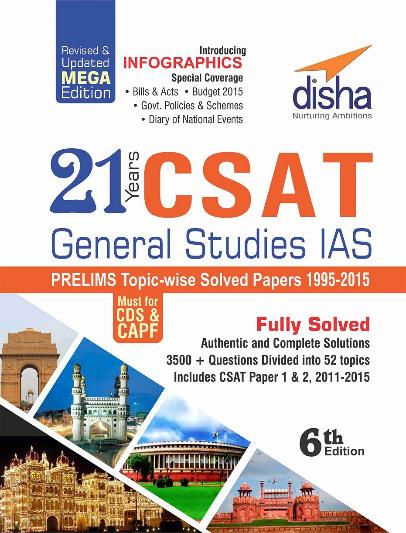 Revised &
Updated
MEGA
Edition
Introducing
INFOGRAPHICS
Special Coverage
• Bills & Acts • Budget 2015
• Govt. Policies & Schemes
• Diary of National Events
disha
Nurturing Ambitions
21 Years CSAT
General Studies IAS
PRELIMS Topic-wise Solved Papers 1995-2015
Must for
CDS &
CAPF
Fully Solved
Authentic and Complete Solutions
3500 + Questions Divided into 52 topics
Includes CSAT Paper 1 & 2, 2011-2015
6th
Edition